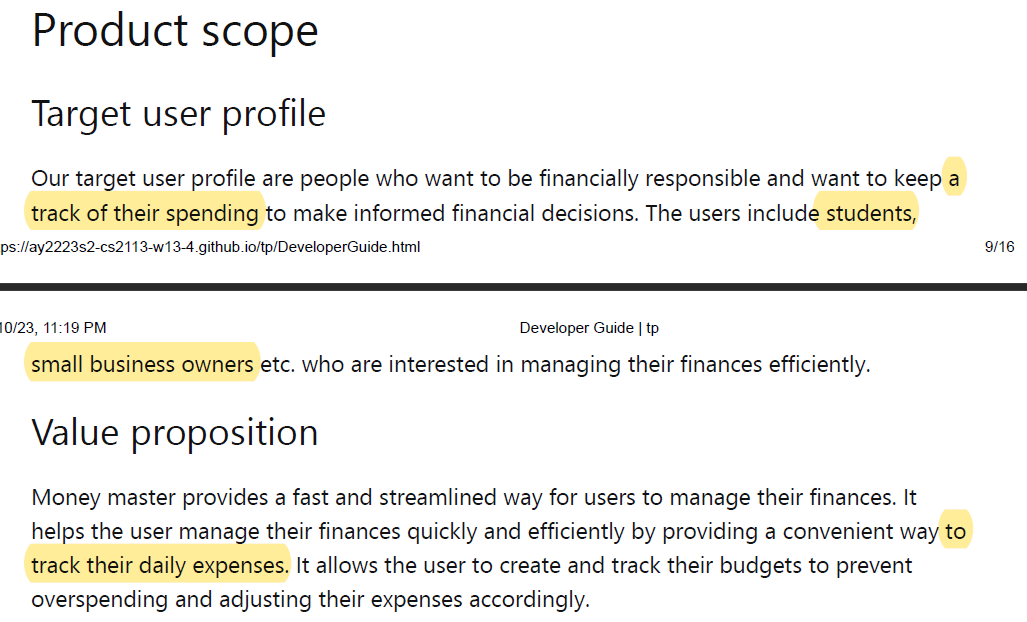 Product scope
Target user profile
Our target user profile are people who want to be financially responsible and want to keep a
track of their spending to make informed financial decisions. The users include students,
ps://ay2223s2-cs2113-w13-4.github.io/tp/DeveloperGuide.html 9/16
10/23, 11:19 PM Developer Guide | tp
small business owners etc. who are interested in managing their finances efficiently.
Value proposition
Money master provides a fast and streamlined way for users to manage their finances. It
helps the user manage their finances quickly and efficiently by providing a convenient way to
track their daily expenses. It allows the user to create and track their budgets to prevent
overspending and adjusting their expenses accordingly.